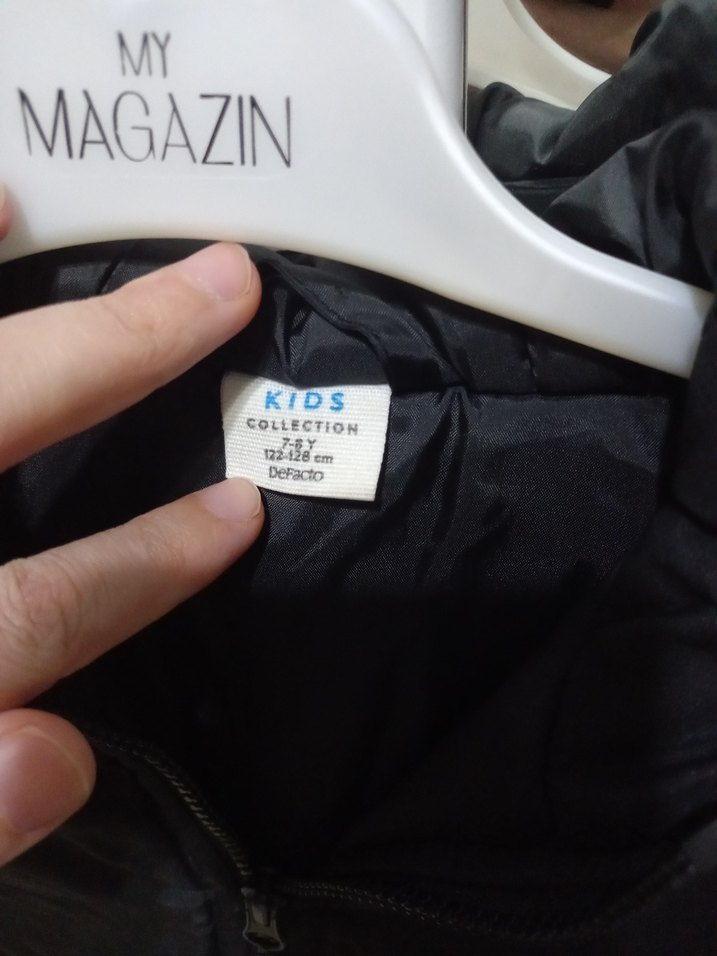 MY
MAGAZIN
KIDS
COLLECTION
7-8 Y
122-128 cm
DeFacto